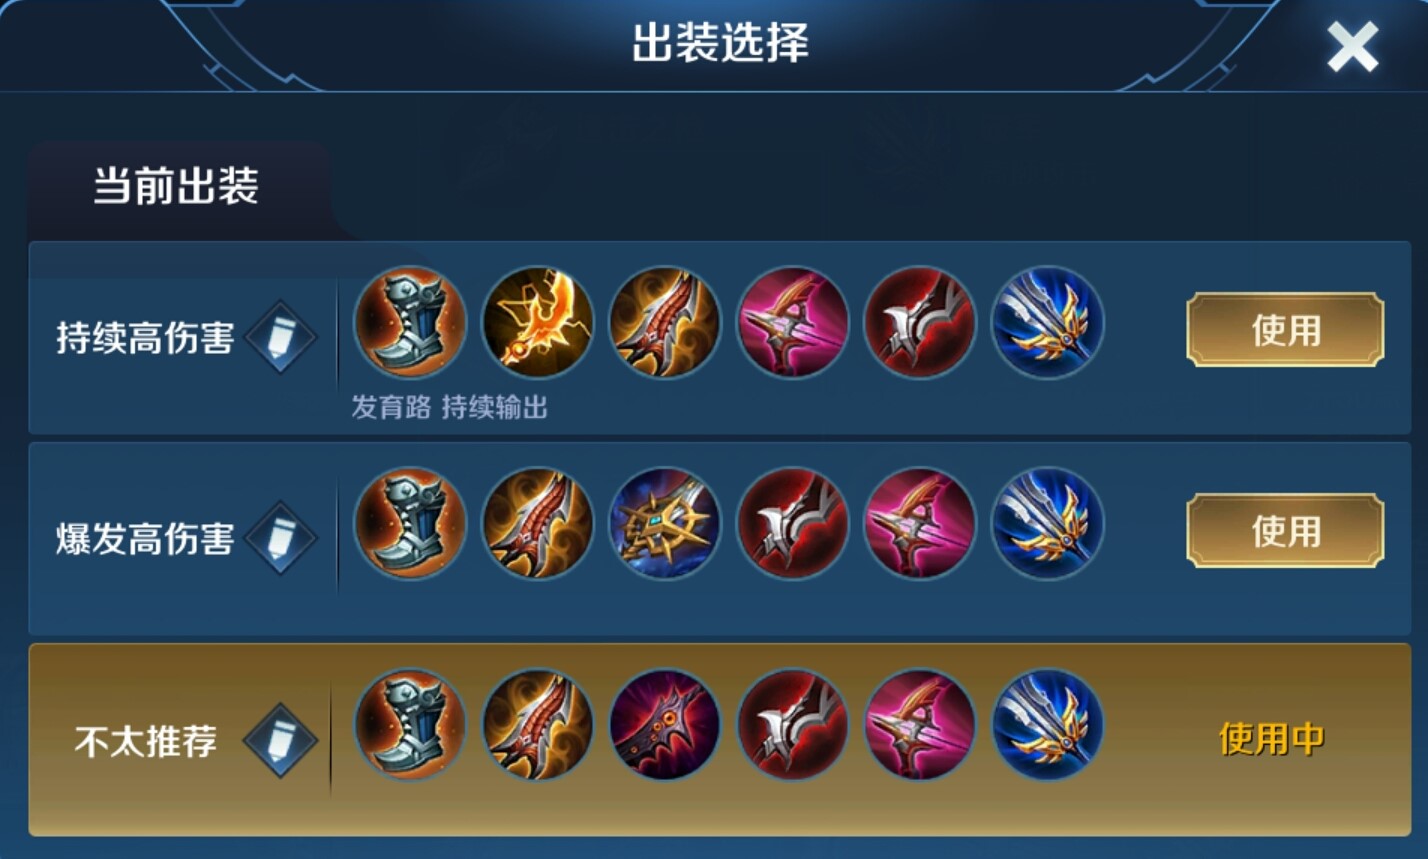 出装选择
当前出装
持续高伤害
使用
发育路 持续输出
爆发高伤害
使用
不太推荐
使用中